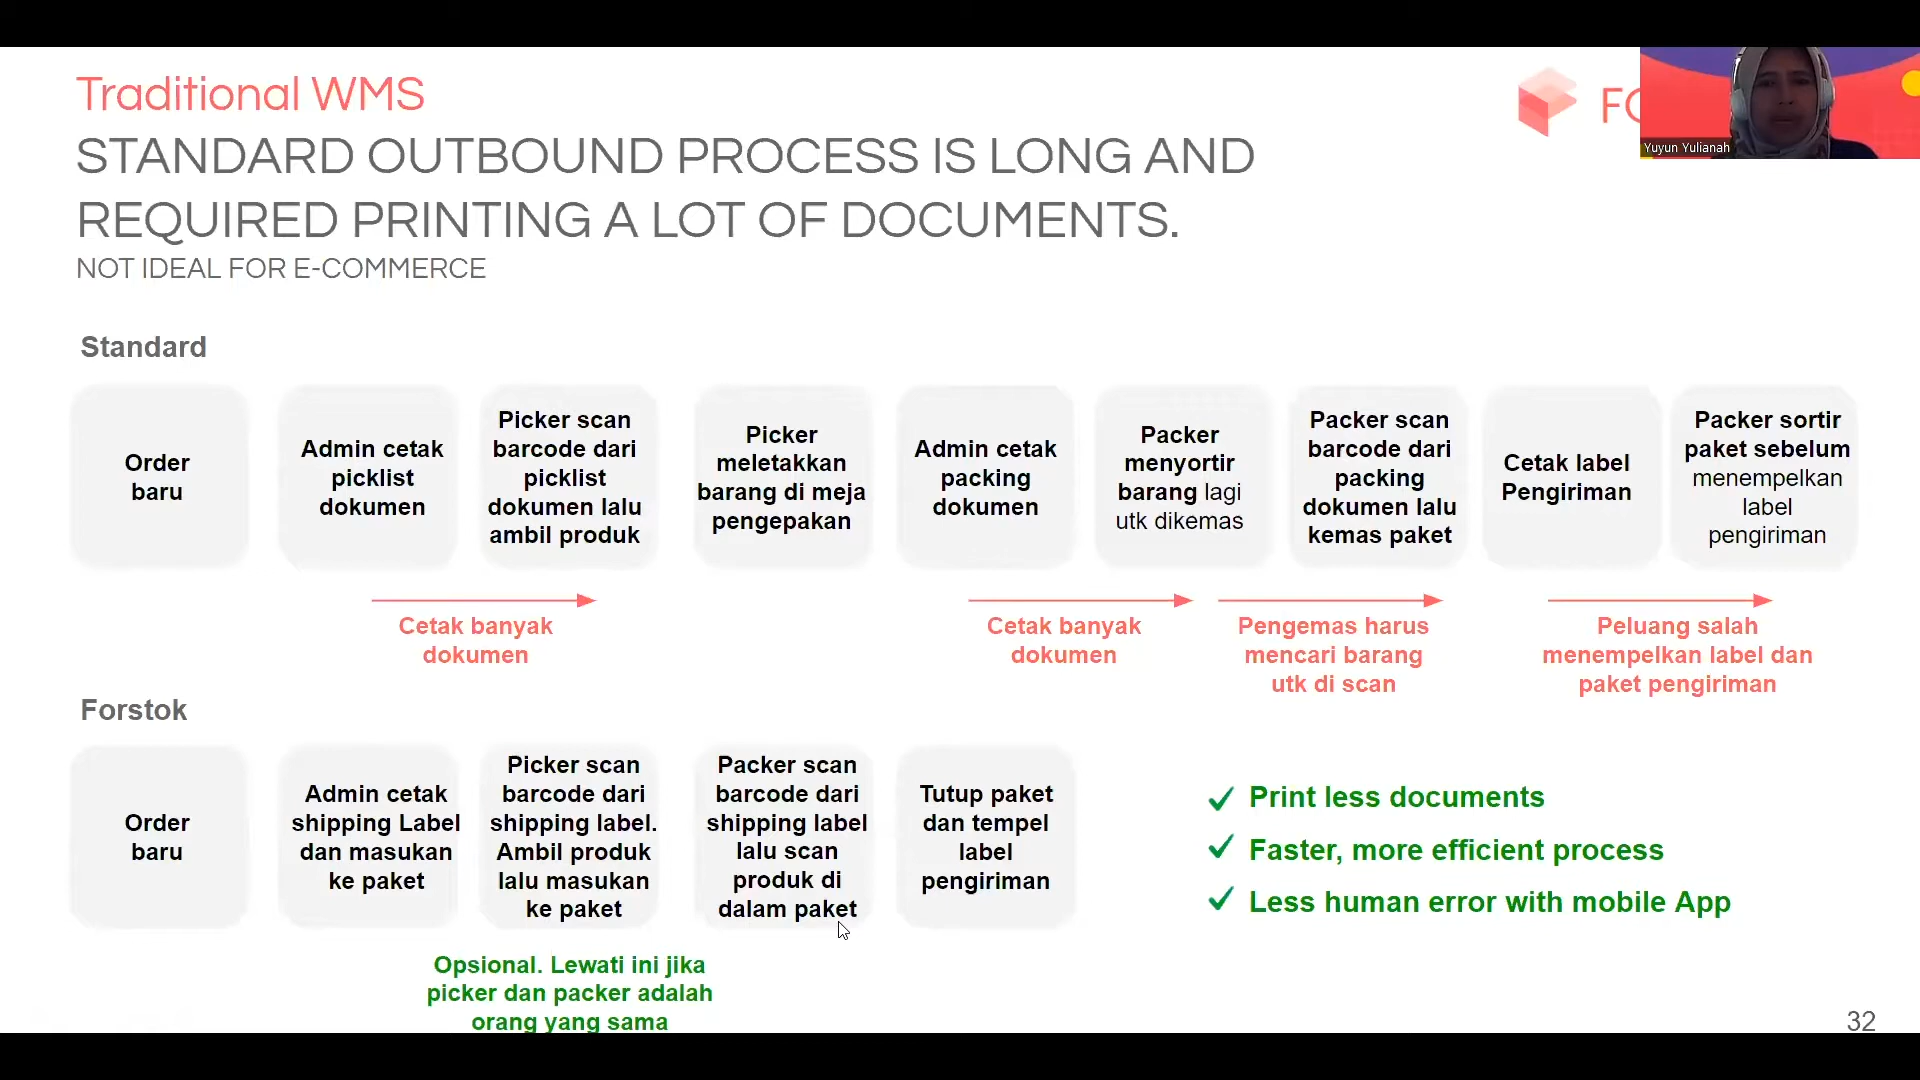 Traditional WMS
STANDARD OUTBOUND PROCESS IS LONG AND
REQUIRED PRINTING A LOT OF DOCUMENTS.
NOT IDEAL FOR E-COMMERCE
FO
Yuyun Yulianah
Standard
Order
baru
Admin cetak
picklist
dokumen
Picker scan
barcode dari
picklist
dokumen lalu
ambil produk
Picker
meletakkan
barang di meja
pengepakan
Admin cetak
packing
dokumen
Packer
menyortir
barang lagi
utk dikemas
Packer scan
barcode dari
packing
dokumen lalu
kemas paket
Cetak label
Pengiriman
Packer sortir
paket sebelum
menempelkan
label
pengiriman
Cetak banyak
dokumen
Cetak banyak
dokumen
Pengemas harus
mencari barang
utk di scan
Peluang salah
menempelkan label dan
paket pengiriman
Forstok
Order
baru
Admin cetak
shipping Label
dan masukan
ke paket
Picker scan
barcode dari
shipping label.
Ambil produk
lalu masukan
ke paket
Packer scan
barcode dari
shipping label
lalu scan
produk di
dalam paket
Tutup paket
dan tempel
label
pengiriman
Print less documents
Faster, more efficient process
Less human error with mobile App
Opsional. Lewati ini jika
picker dan packer adalah
orang yang sama
32